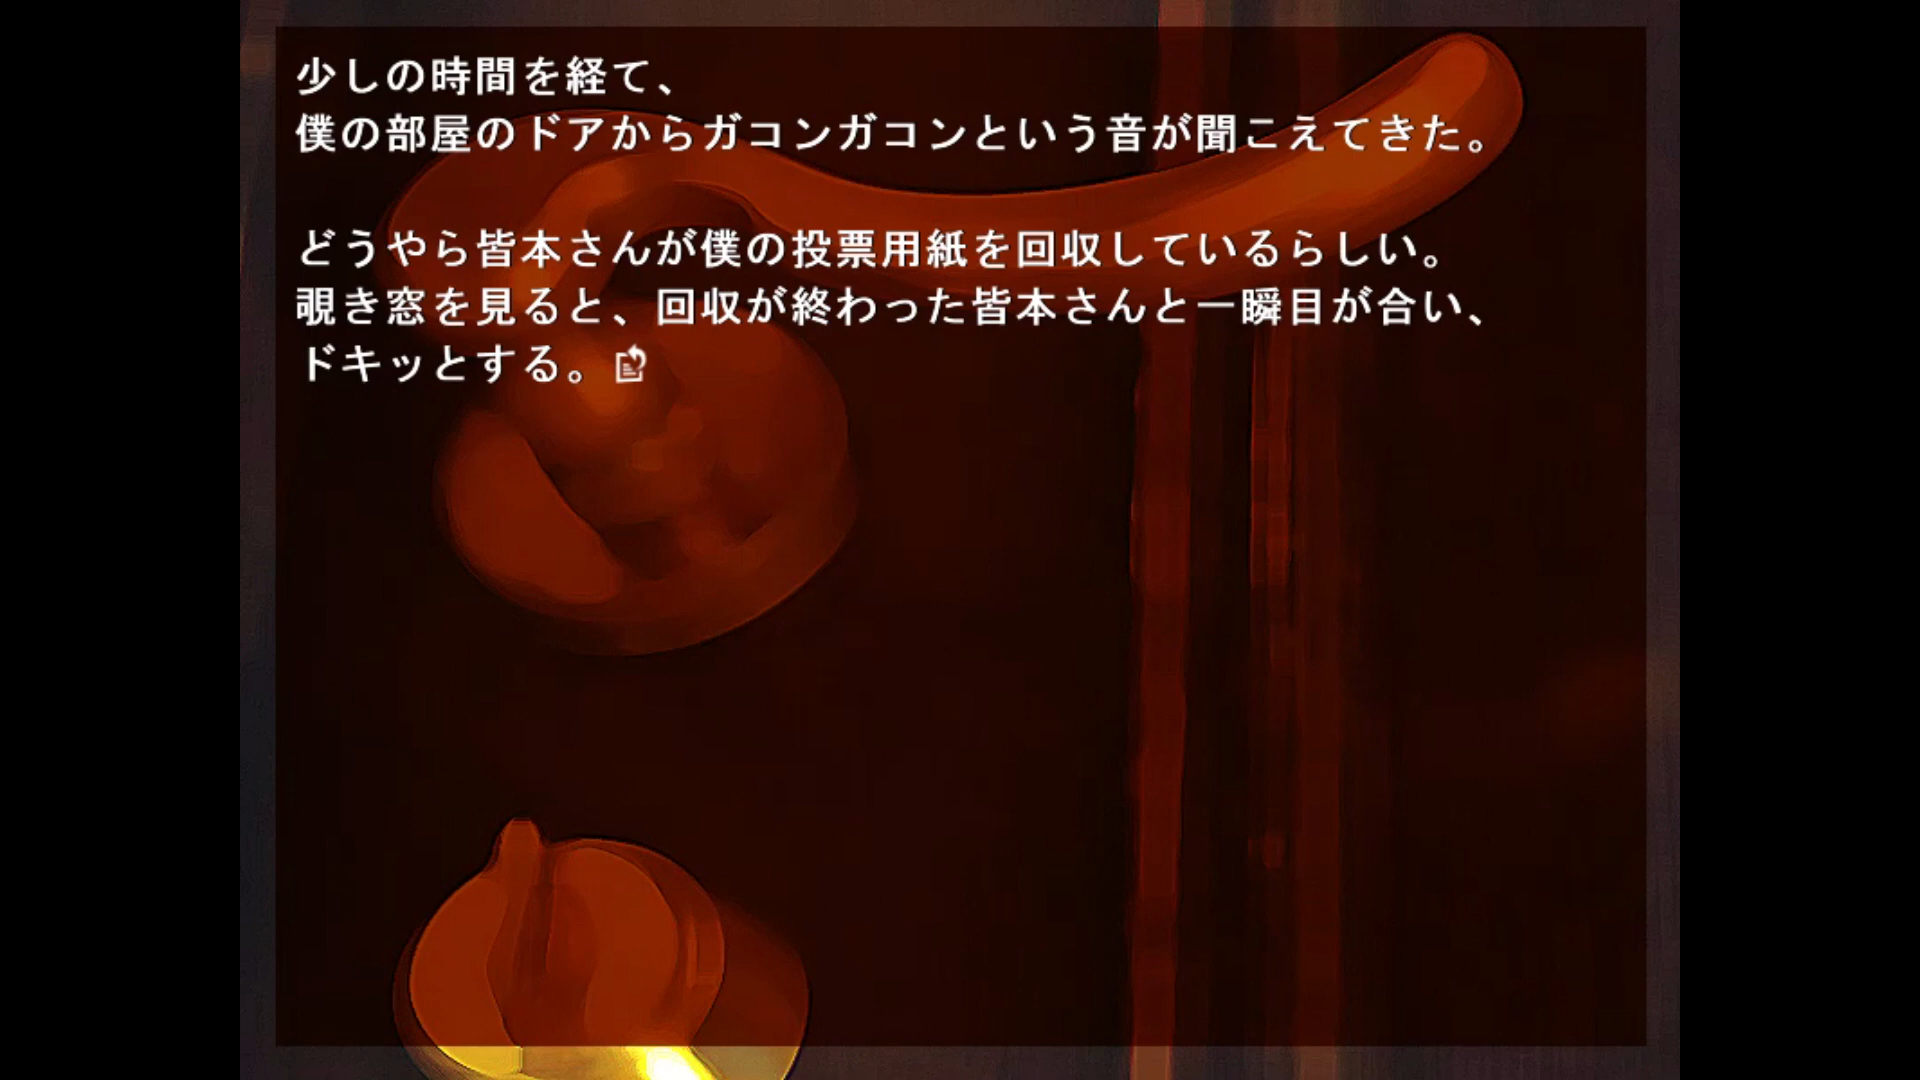 少しの時間を経て、
僕の部屋のドアからガコンガコンという音が聞こえてきた。
どうやら皆本さんが僕の投票用紙を回収しているらしい。
覗き窓を見ると、回収が終わった皆本さんと一瞬目が合い、
ドキッとする。